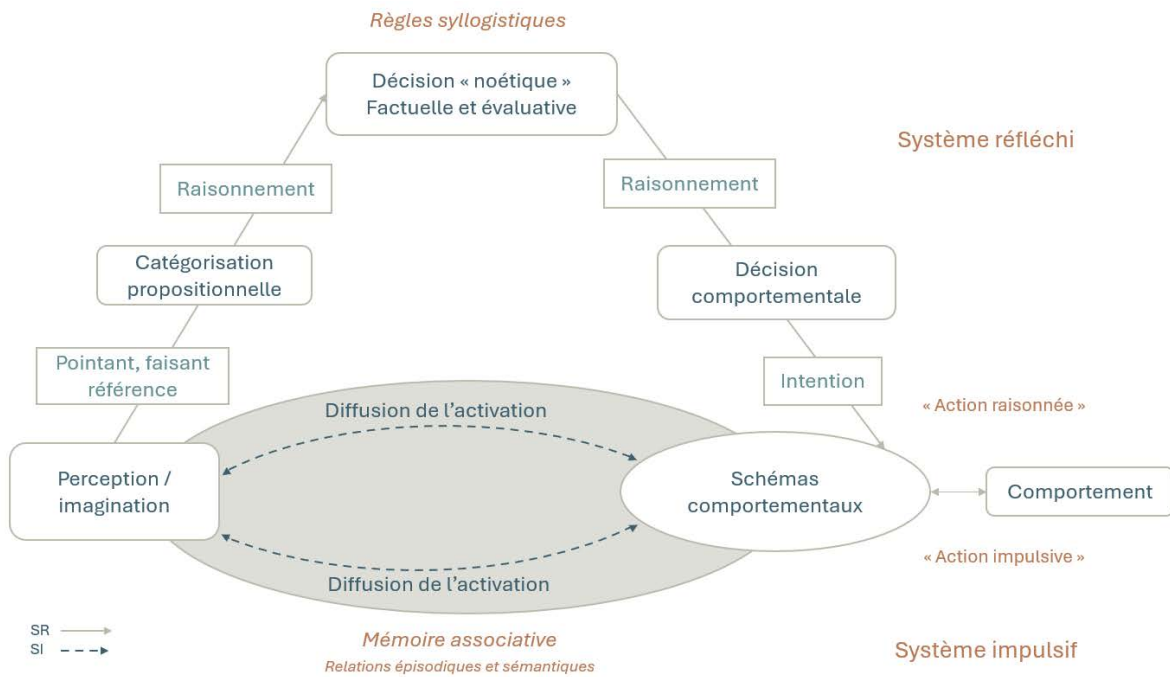 Règles syllogistiques
Décision « noétique »
Factuelle et évaluative
Système réfléchi
Raisonnement
Raisonnement
Catégorisation
propositionnelle
Décision
comportementale
Pointant, faisant
référence
Intention
Diffusion de l’activation
« Action raisonnée »
Perception /
imagination
Schémas
comportementaux
Comportement
« Action impulsive »
Diffusion de l’activation
SR
SI
Mémoire associative
Relations épisodiques et sémantiques
Système impulsif